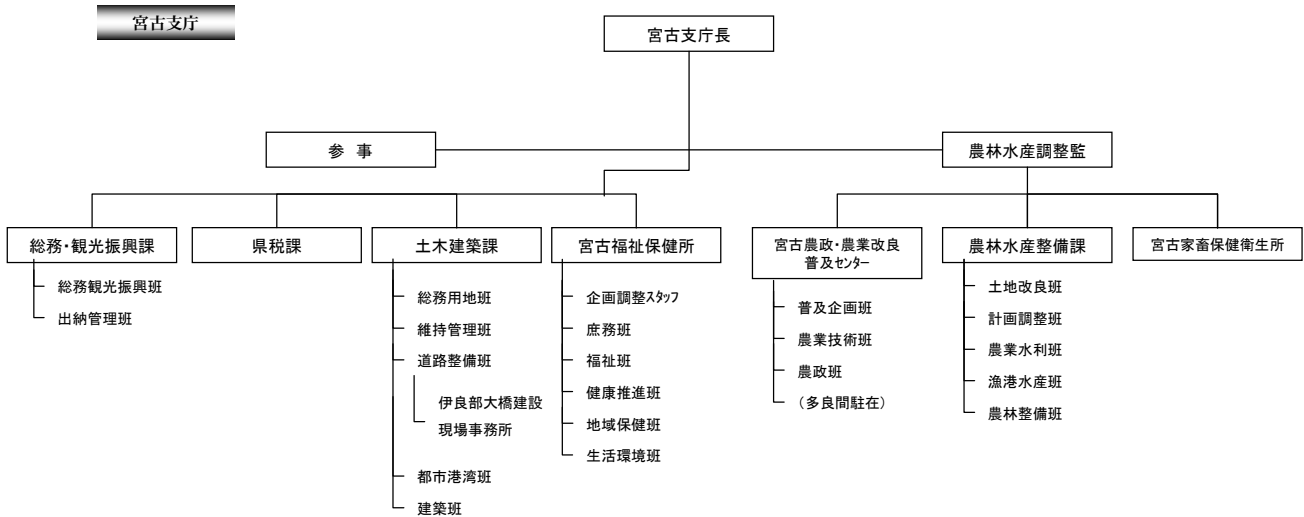 宮古支庁
宮古支庁長
参 事
農林水産調整監
総務・観光振興課
総務観光振興班
出納管理班
県税課
土木建築課
総務用地班
維持管理班
道路整備班
伊良部大橋建設
現場事務所
都市港湾班
建築班
宮古福祉保健所
企画調整ｽﾀｯﾌ
庶務班
福祉班
健康推進班
地域保健班
生活環境班
宮古農政・農業改良
普及ｾﾝﾀｰ
普及企画班
農業技術班
農政班
（多良間駐在）
農林水産整備課
土地改良班
計画調整班
農業水利班
漁港水産班
農林整備班
宮古家畜保健衛生所